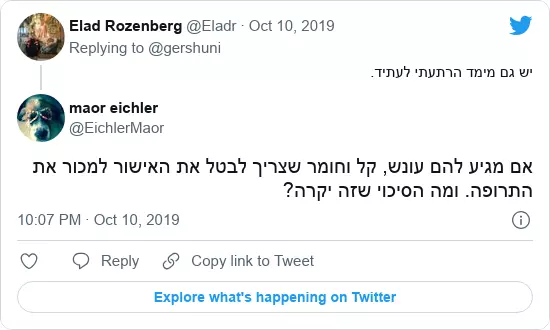 Elad Rozenberg @Eladr · Oct 10, 2019
Replying to @gershuni
יש גם מימד הרתעתי לעתיד.
maor eichler
@EichlerMaor
אם מגיע להם עונש, קל וחומר שצריך לבטל את האישור למכור את
התרופה. ומה הסיכוי שזה יקרה?
10:07 PM · Oct 10, 2019
Reply
Copy link to Tweet
Explore what's happening on Twitter